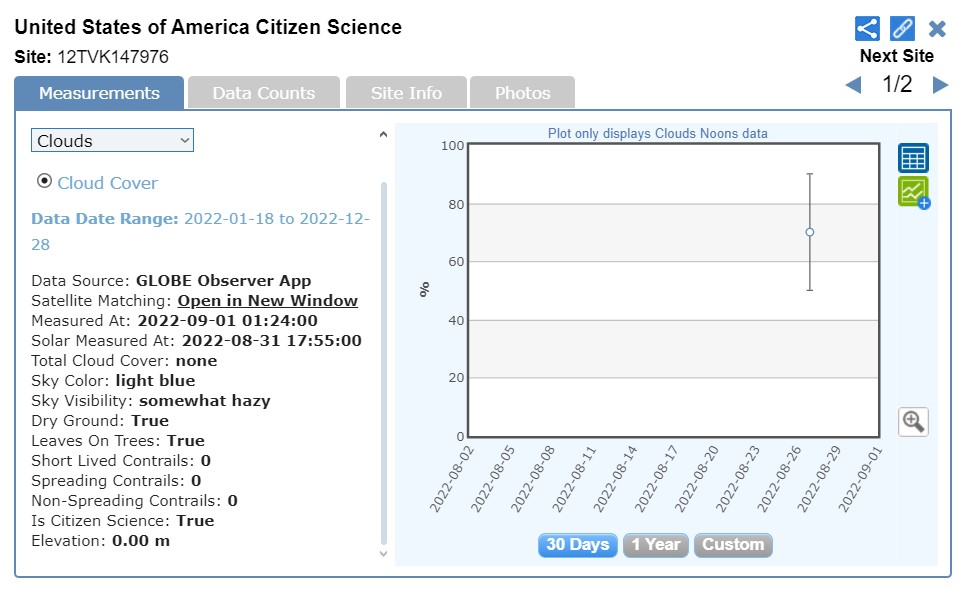 United States of America Citizen Science
Site: 12TVK147976
Next Site
1/2
Measurements
Data Counts
Site Info
Photos
Clouds
Cloud Cover
Data Date Range: 2022-01-18 to 2022-12-
28
Data Source: GLOBE Observer App
Satellite Matching: Open in New Window
Measured At: 2022-09-01 01:24:00
Solar Measured At: 2022-08-31 17:55:00
Total Cloud Cover: none
Sky Color: light blue
Sky Visibility: somewhat hazy
Dry Ground: True
Leaves On Trees: True
Short Lived Contrails: 0
Spreading Contrails: 0
Non-Spreading Contrails: 0
Is Citizen Science: True
Elevation: 0.00 m
Plot only displays Clouds Noons data
100
80
60
40
20
0
%
2022-08-02
2022-08-05
2022-08-08
2022-08-11
2022-08-14
2022-08-17
2022-08-20
2022-08-23
2022-08-26
2022-08-29
2022-09-01
30 Days
1 Year
Custom